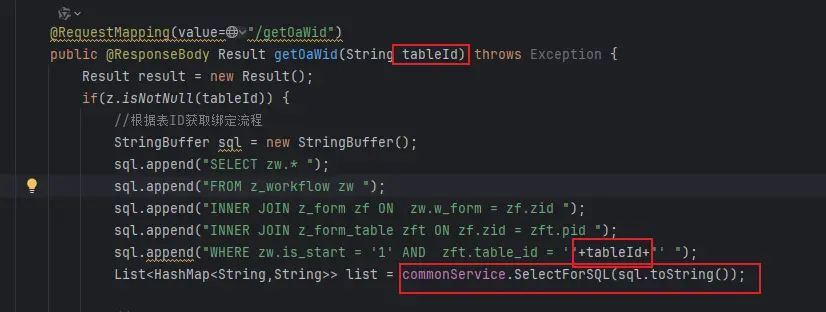 @RequestMapping(value="/getOaWid")
public @ResponseBody Result getOaWid(String tableId) throws Exception {
Result result = new Result();
if(z.isNotNull(tableId)) {
//根据表ID获取绑定流程
StringBuffer sql = new StringBuffer();
sql.append("SELECT zw.* ");
sql.append("FROM z_workflow zw ");
sql.append("INNER JOIN z_form zf ON  zw.w_form = zf.zid ");
sql.append("INNER JOIN z_form_table zft ON zf.zid = zft.pid ");
sql.append("WHERE zw.is_start = '1' AND  zft.table_id = '"+tableId+"' ");
List<HashMap<String,String>> list = commonService.SelectForSQL(sql.toString());